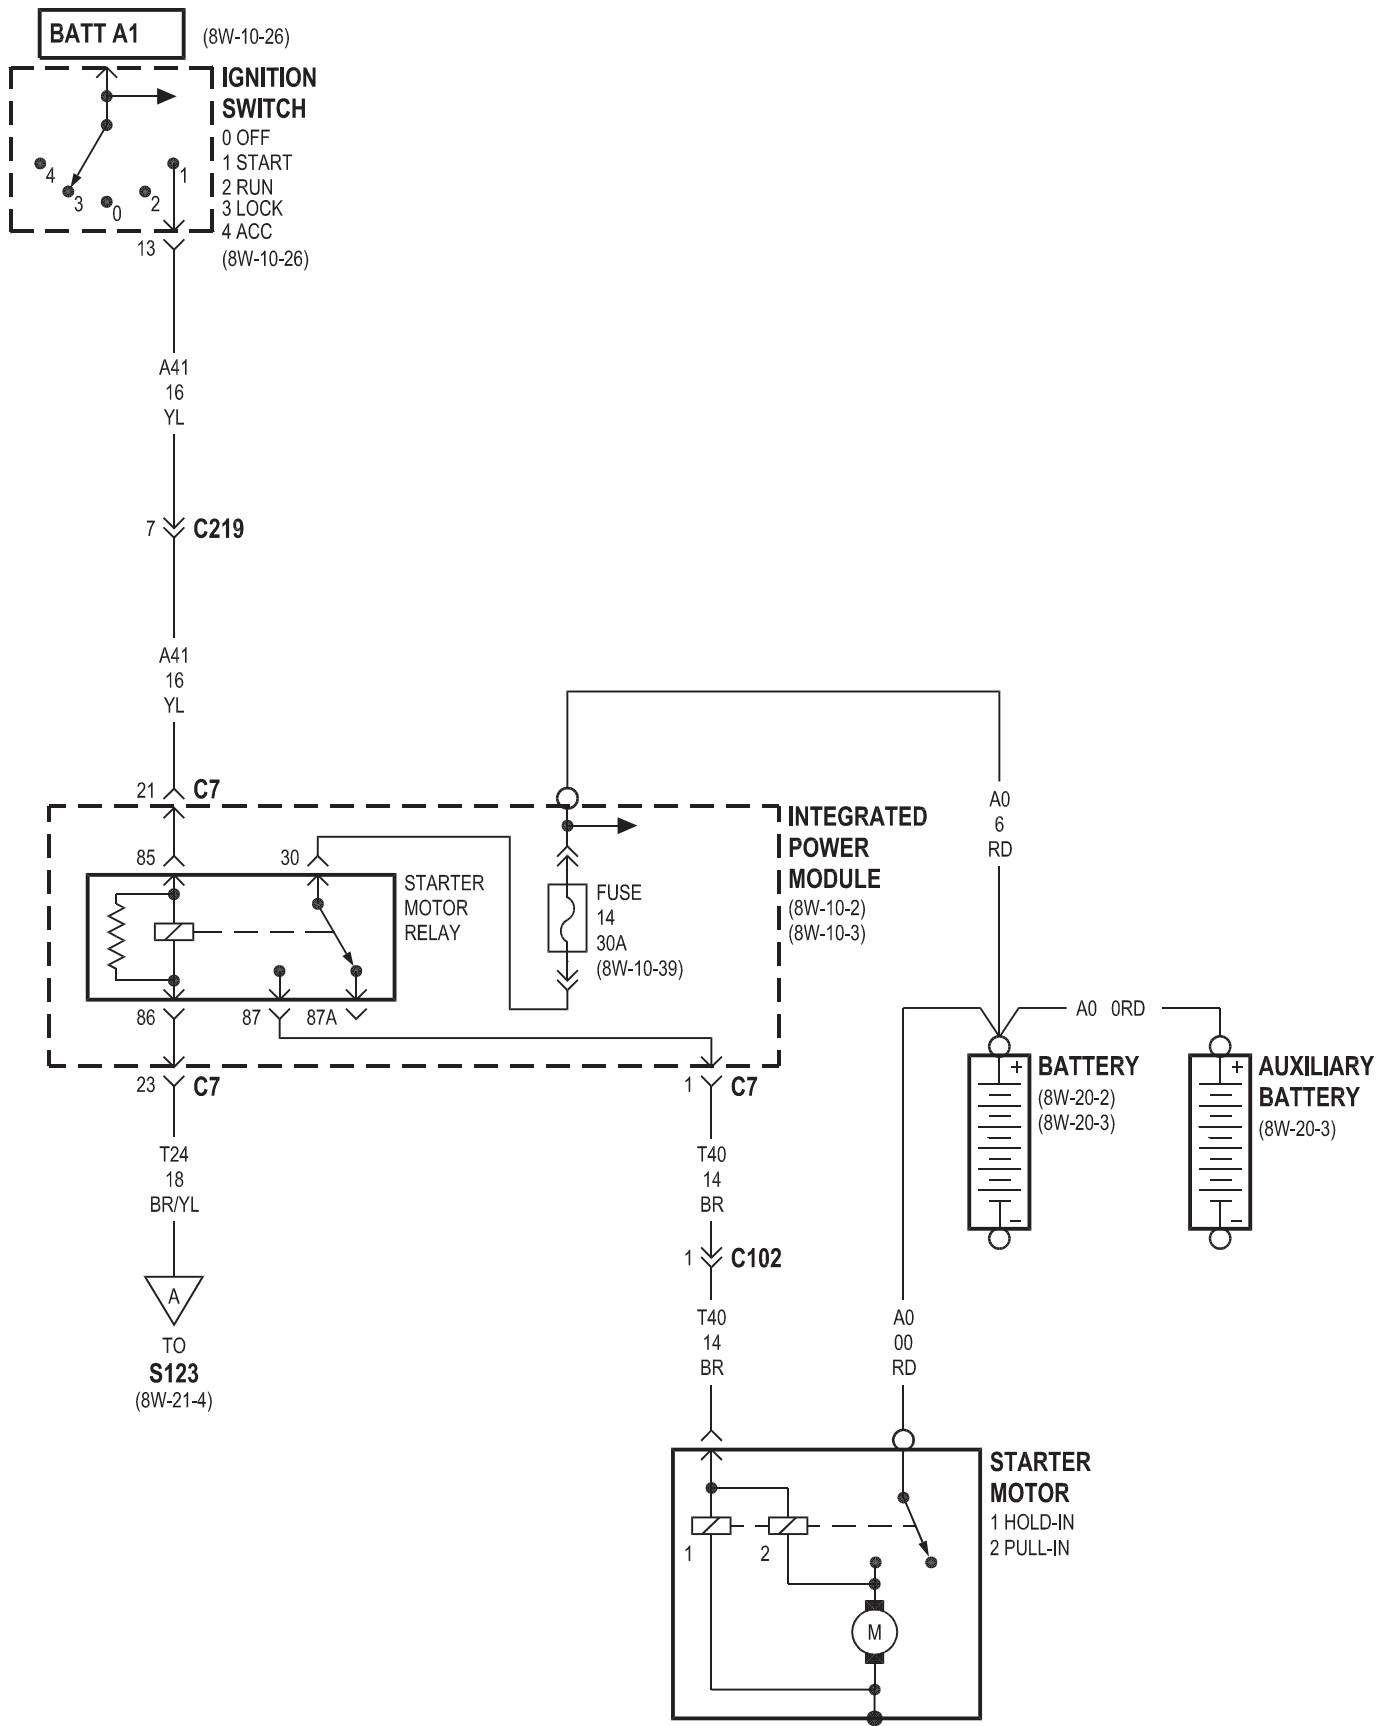 BATT A1
(8W-10-26)
IGNITION
SWITCH
0 OFF
1 START
2 RUN
3 LOCK
4 ACC
(8W-10-26)
4
3
0
2
1
13
A41
16
YL
7
C219
A41
16
YL
21
C7
85
30
STARTER
MOTOR
RELAY
FUSE
14
30A
(8W-10-39)
INTEGRATED
POWER
MODULE
(8W-10-2)
(8W-10-3)
A0
6
RD
86
87
87A
23
C7
1
C7
A0 0RD
+
-
BATTERY
(8W-20-2)
(8W-20-3)
+
-
AUXILIARY
BATTERY
(8W-20-3)
T24
18
BR/YL
A
TO
S123
(8W-21-4)
T40
14
BR
1
C102
T40
14
BR
A0
00
RD
STARTER
MOTOR
1 HOLD-IN
2 PULL-IN
1
2
M